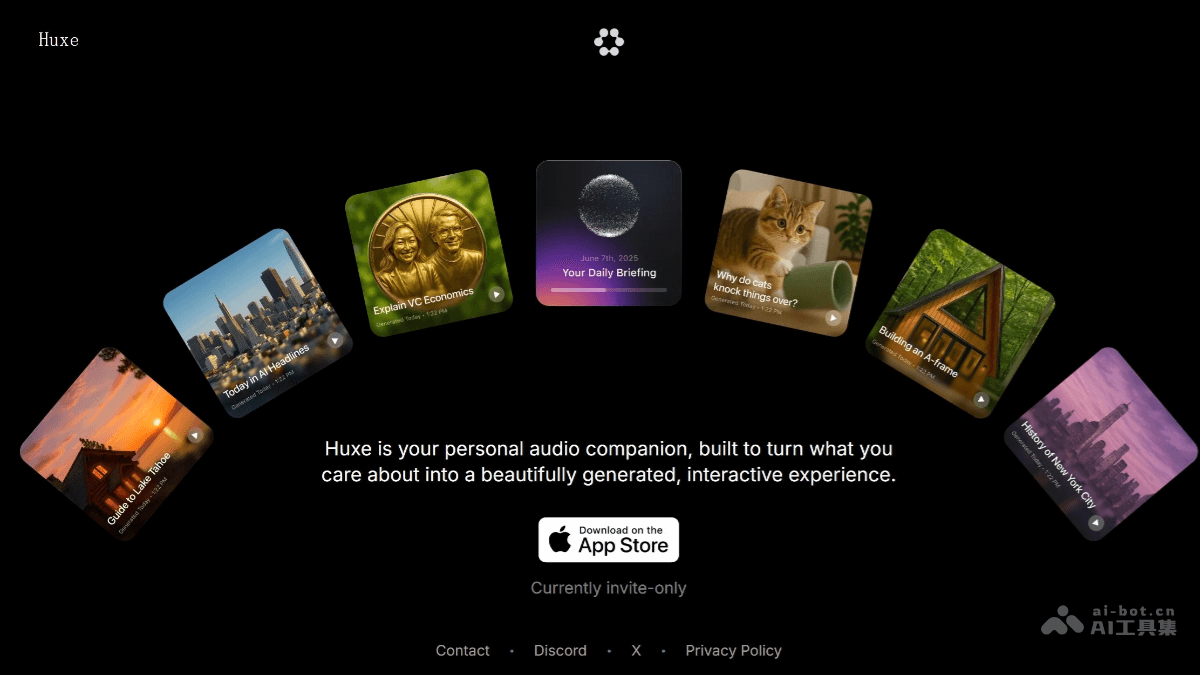 Huxe
Guide to Lake Tahoe
Generated Today • 1:22 PM
Today in AI Headlines
Generated Today • 1:22 PM
Explain VC Economics
Generated Today • 1:22 PM
June 7th, 2025
Your Daily Briefing
Why do cats
knock things over?
Generated Today • 1:22 PM
Building an A-frame
Generated Today • 1:22 PM
History of New York City
Generated Today • 1:22 PM
Huxe is your personal audio companion, built to turn what you
care about into a beautifully generated, interactive experience.
Download on the
App Store
Currently invite-only
ai-bot.cn
AI工具集
Contact • Discord • X • Privacy Policy